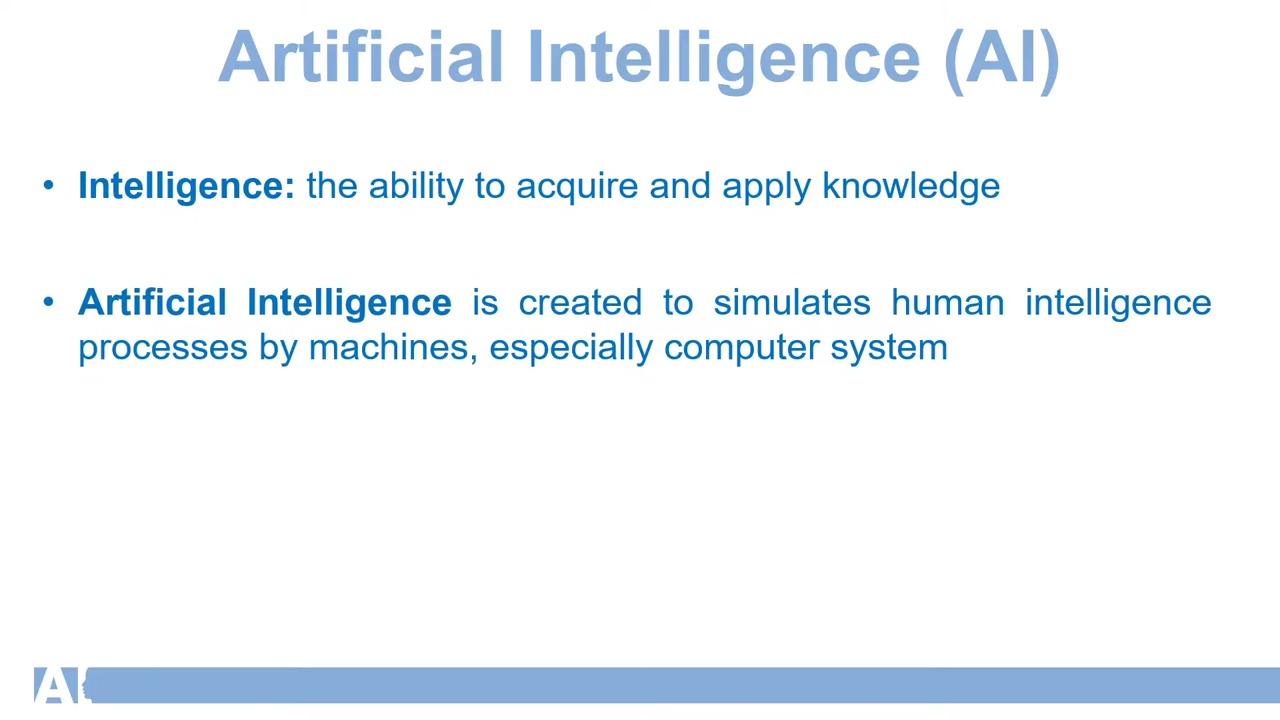 Artificial Intelligence (AI)
• Intelligence: the ability to acquire and apply knowledge
• Artificial Intelligence is created to simulates human intelligence
processes by machines, especially computer system
AI